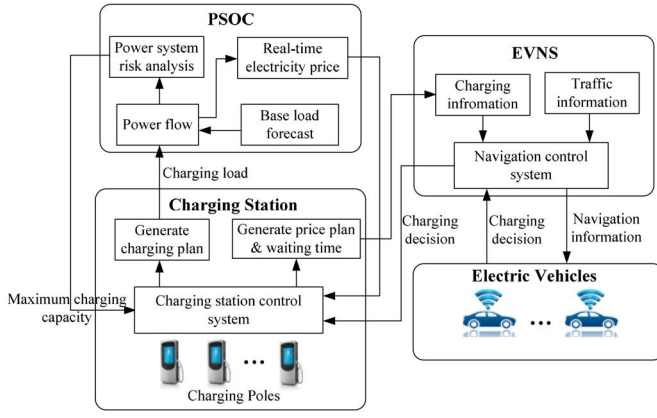 PSOC
Power system
risk analysis
Real-time
electricity price
Power flow
Base load
forecast
Charging load
EVNS
Charging
infromation
Traffic
information
Navigation control
system
Charging
decision
Charging
decision
Navigation
information
Charging Station
Generate
charging plan
Generate price plan
& waiting time
Maximum charging
capacity
Charging station control
system
Charging Poles
Electric Vehicles